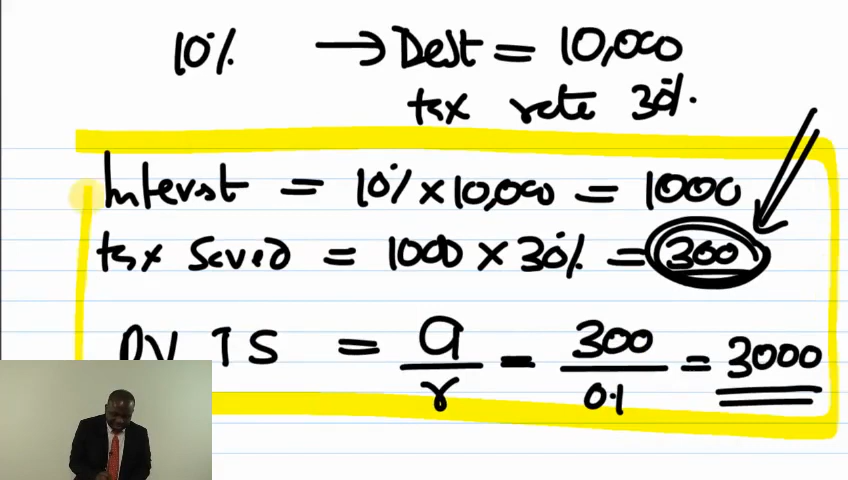 10% → Debt = 10,000
tax rate 30%.
Interest = 10% × 10,000 = 1000
tax saved = 1000 × 30% = 300
PV TS = a/r = 300/0.1 = 3000